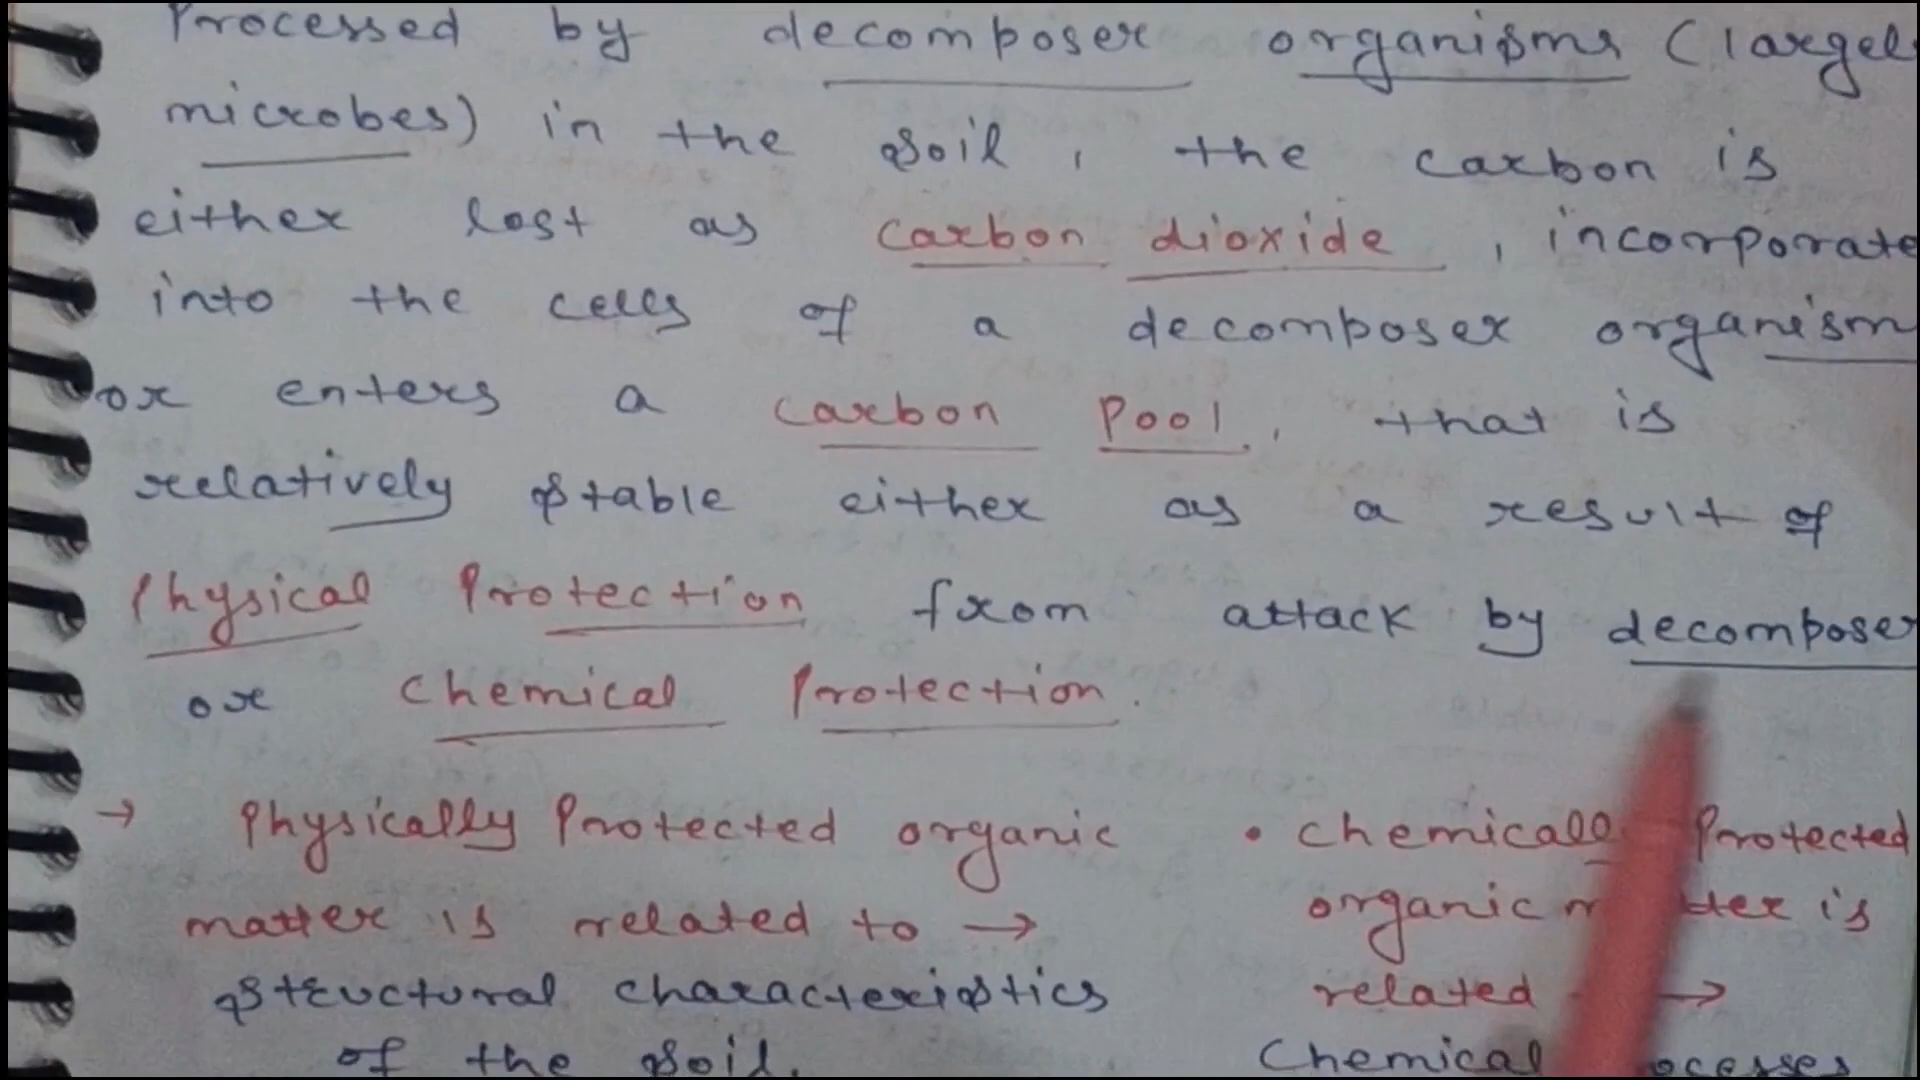 Processed by decomposer organisms (largel
microbes) in the soil, the carbon is
either lost as carbon dioxide, incorporate
into the cells of a decomposer organism
or enters a carbon Pool, that is
relatively stable either as a result of
Physical Protection from attack by decomposer
or Chemical Protection.
→ Physically Protected organic
matter is related to →
structural characteristics
of the soil.
• Chemically Protected
organic matter is
related →
Chemical